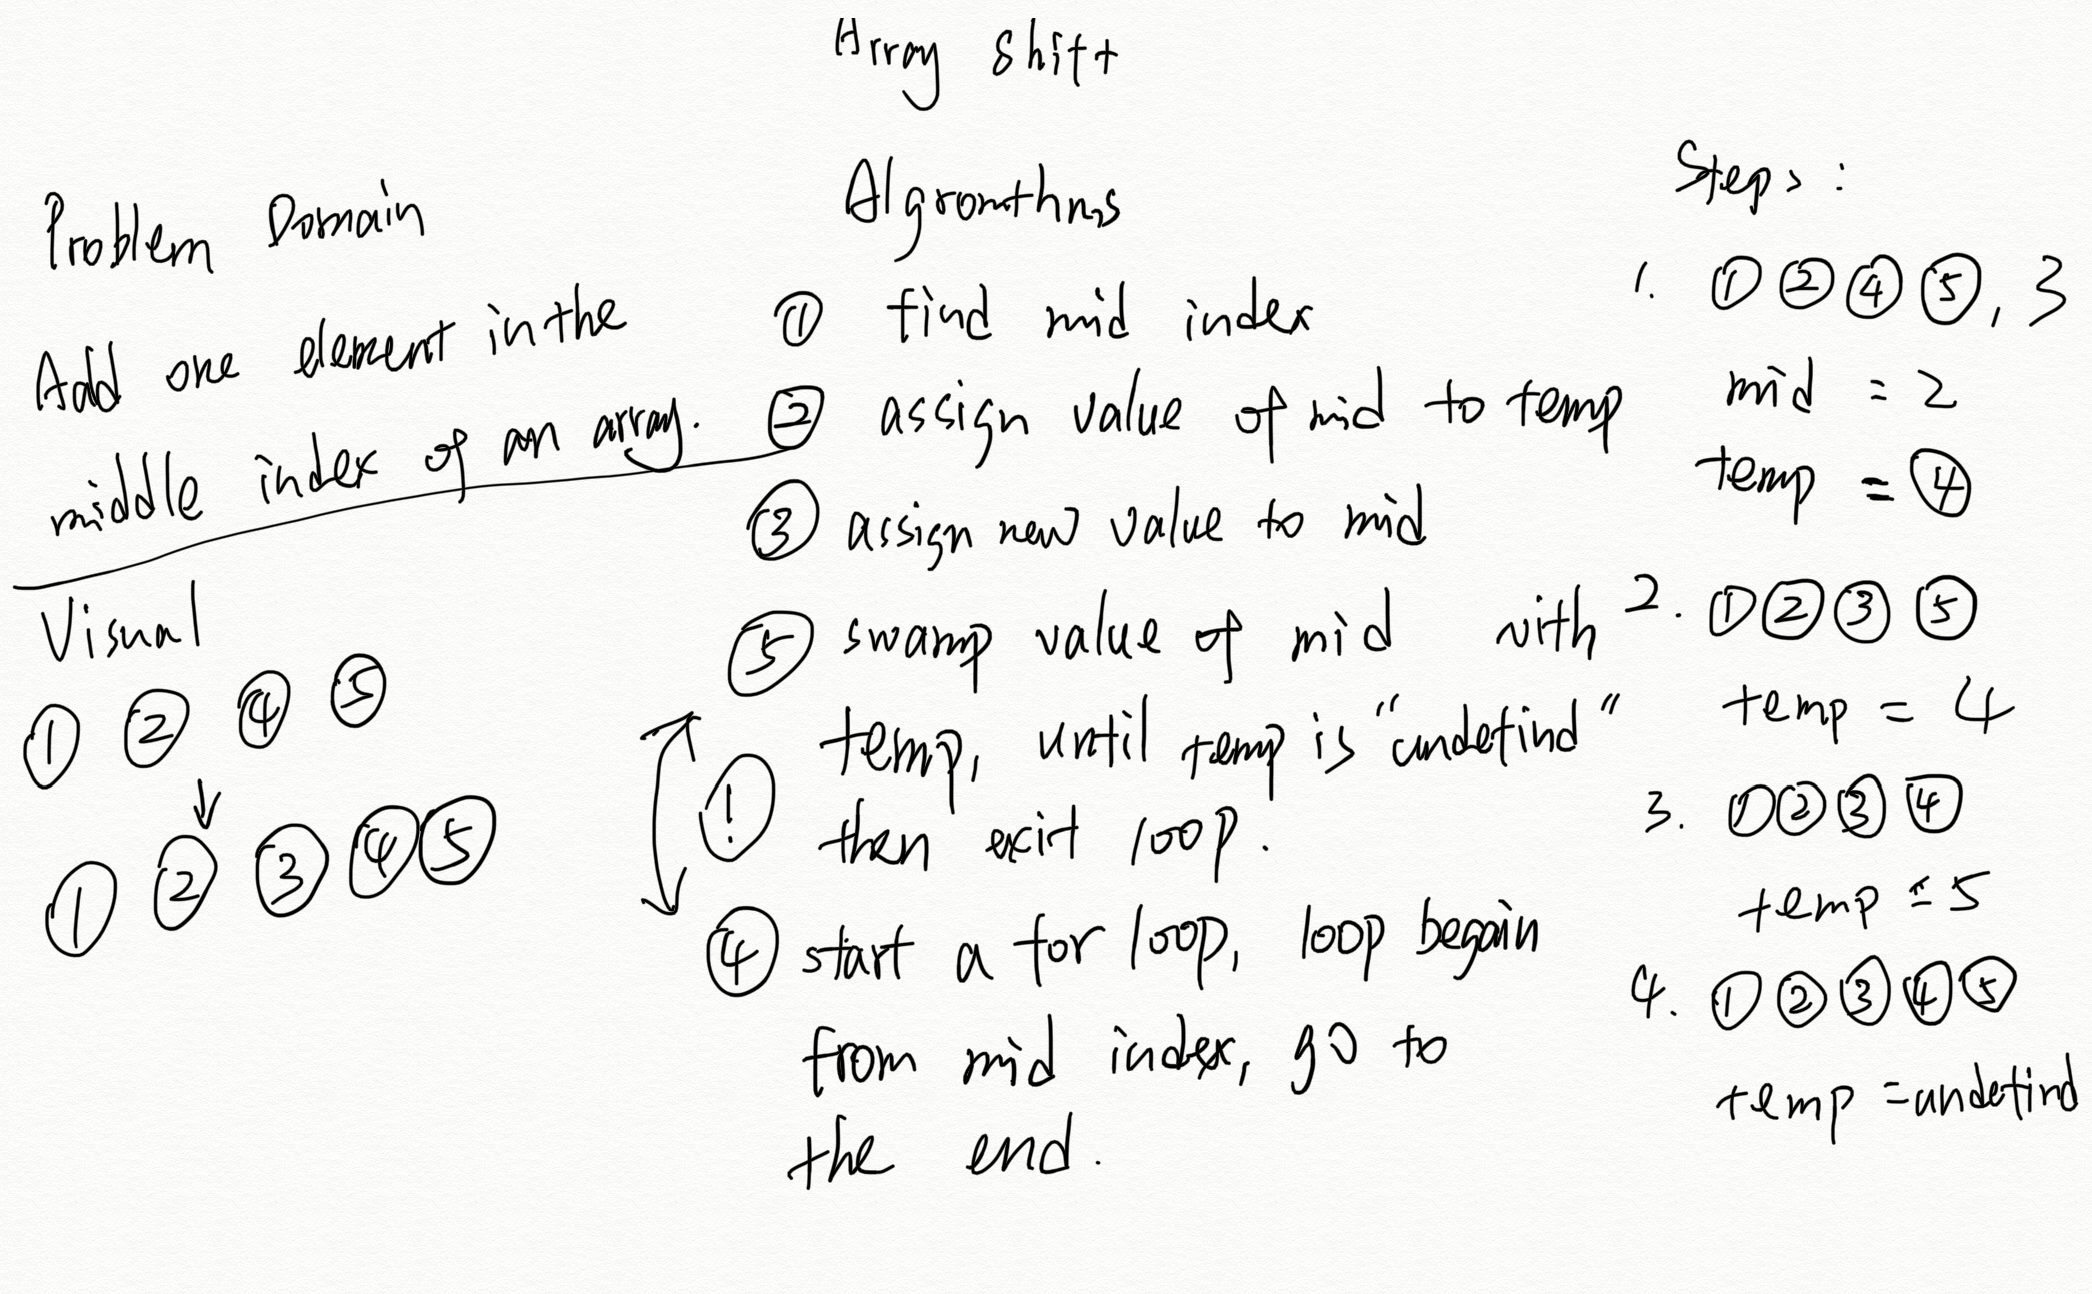 Array Shift
Problem Domain
Add one element in the
middle index of an array.
Visual
① ② ④ ⑤
① ② ③ ④ ⑤
Algromthms
① find mid index
② assign value of mid to temp
③ assign new value to mid
⑤ swamp value of mid with
temp, until temp is "undefind"
! then exit loop.
④ start a for loop, loop begain
from mid index, go to
the end.
Steps:
1. ① ② ④ ⑤, 3
mid = 2
temp = ④
2. ① ② ③ ⑤
temp = 4
3. ① ② ③ ④
temp = 5
4. ① ② ③ ④ ⑤
temp = undefind